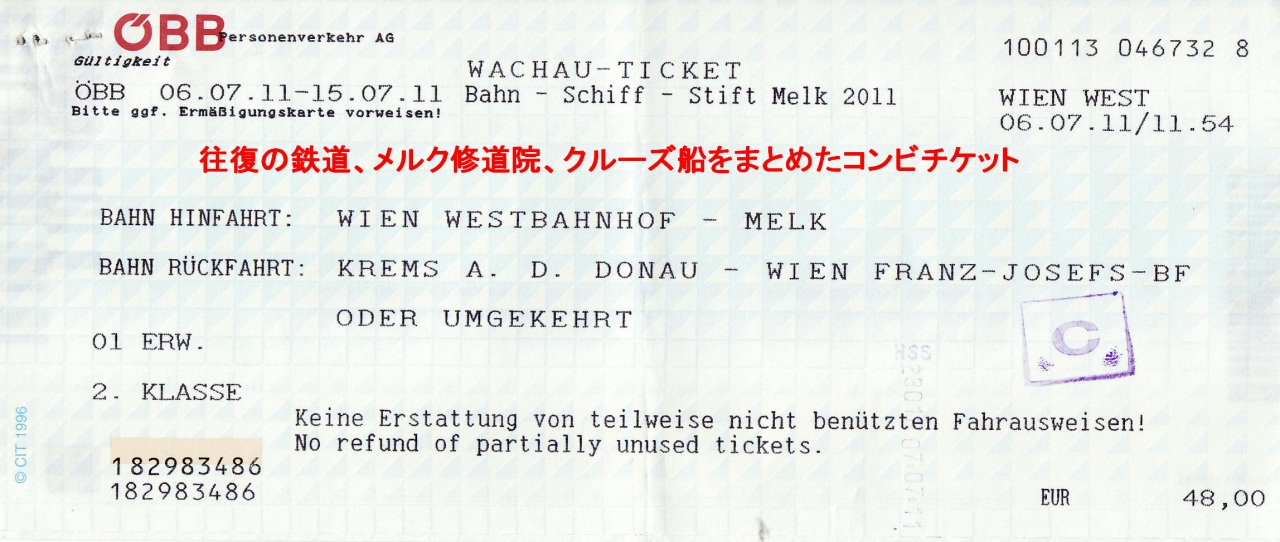 ÖBB Personenverkehr AG
100113 046732 8
Gültigkeit
WACHAU-TICKET
ÖBB 06.07.11-15.07.11 Bahn - Schiff - Stift Melk 2011
WIEN WEST
Bitte ggf. Ermäßigungskarte vorweisen!
06.07.11/11.54
往復の鉄道、メルク修道院、クルーズ船をまとめたコンビチケット
BAHN HINFAHRT: WIEN WESTBAHNHOF - MELK
BAHN RÜCKFAHRT: KREMS A. D. DONAU - WIEN FRANZ-JOSEFS-BF
ODER UMGEKEHRT
C
01 ERW.
2. KLASSE
Keine Erstattung von teilweise nicht benützten Fahrausweisen!
No refund of partially unused tickets.
© CIT 1996
182983486
182983486
EUR 48,00